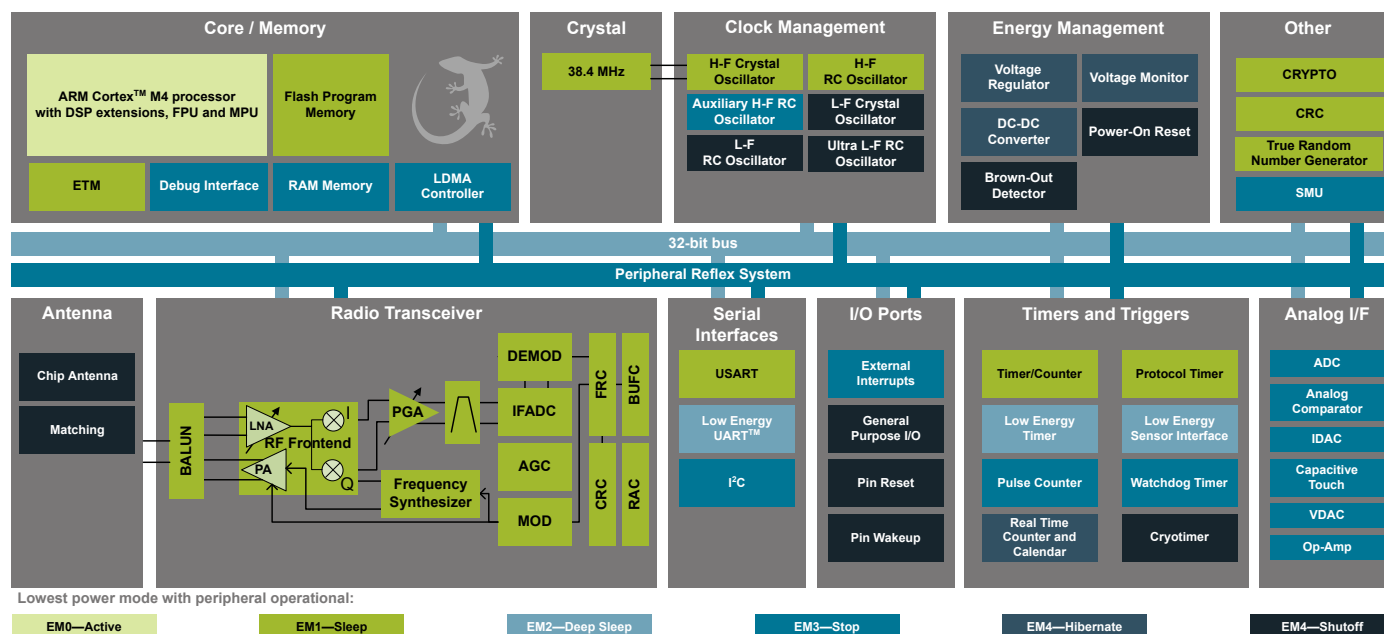 Core / Memory
ARM Cortex™ M4 processor
with DSP extensions, FPU and MPU
Flash Program
Memory
ETM
Debug Interface
RAM Memory
LDMA
Controller
Crystal
38.4 MHz
Clock Management
H-F Crystal
Oscillator
H-F
RC Oscillator
Auxiliary H-F RC
Oscillator
L-F Crystal
Oscillator
L-F
RC Oscillator
Ultra L-F RC
Oscillator
Energy Management
Voltage
Regulator
Voltage Monitor
DC-DC
Converter
Power-On Reset
Brown-Out
Detector
Other
CRYPTO
CRC
True Random
Number Generator
SMU
32-bit bus
Peripheral Reflex System
Antenna
Chip Antenna
Matching
Radio Transceiver
BALUN
LNA
RF Frontend
PA
I
Q
PGA
Frequency
Synthesizer
DEMOD
IFADC
AGC
MOD
FRC
BUFC
CRC
RAC
Serial
Interfaces
USART
Low Energy
UART™
I²C
I/O Ports
External
Interrupts
General
Purpose I/O
Pin Reset
Pin Wakeup
Timers and Triggers
Timer/Counter
Protocol Timer
Low Energy
Timer
Low Energy
Sensor Interface
Pulse Counter
Watchdog Timer
Real Time
Counter and
Calendar
Cryotimer
Analog I/F
ADC
Analog
Comparator
IDAC
Capacitive
Touch
VDAC
Op-Amp
Lowest power mode with peripheral operational:
EM0—Active
EM1—Sleep
EM2—Deep Sleep
EM3—Stop
EM4—Hibernate
EM4—Shutoff